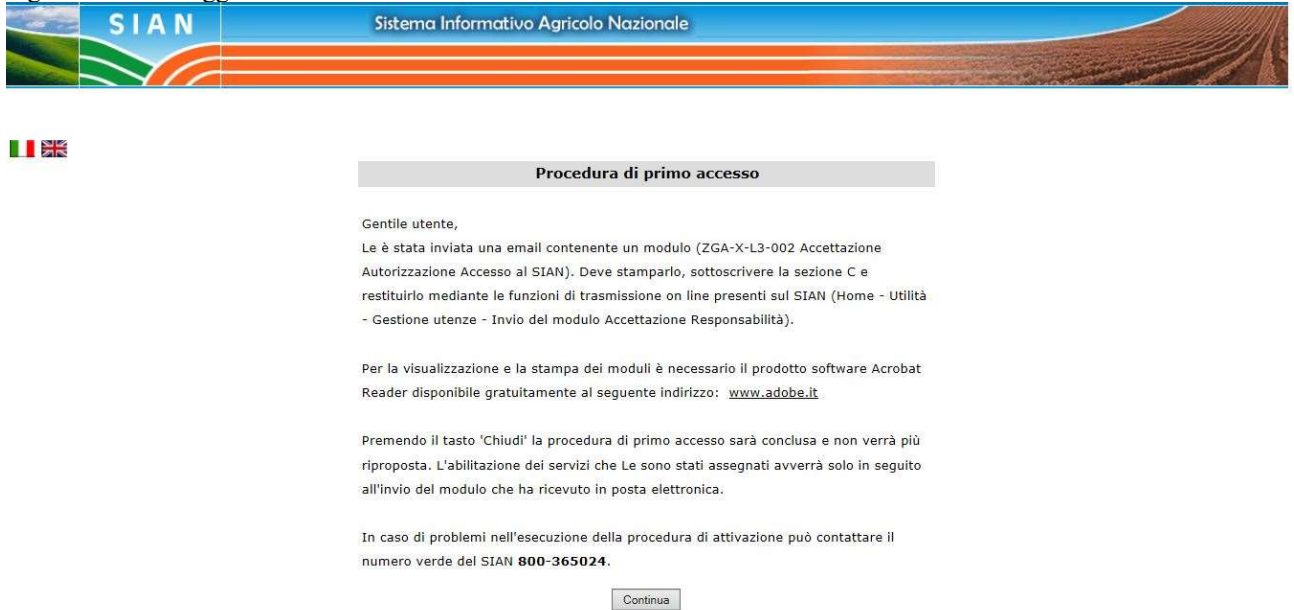 SIAN
Sistema Informativo Agricolo Nazionale
Procedura di primo accesso
Gentile utente,
Le è stata inviata una email contenente un modulo (ZGA-X-L3-002 Accettazione
Autorizzazione Accesso al SIAN). Deve stamparlo, sottoscrivere la sezione C e
restituirlo mediante le funzioni di trasmissione on line presenti sul SIAN (Home - Utilità
- Gestione utenze - Invio del modulo Accettazione Responsabilità).
Per la visualizzazione e la stampa dei moduli è necessario il prodotto software Acrobat
Reader disponibile gratuitamente al seguente indirizzo: www.adobe.it
Premendo il tasto 'Chiudi' la procedura di primo accesso sarà conclusa e non verrà più
riproposta. L'abilitazione dei servizi che Le sono stati assegnati avverrà solo in seguito
all'invio del modulo che ha ricevuto in posta elettronica.
In caso di problemi nell'esecuzione della procedura di attivazione può contattare il
numero verde del SIAN 800-365024.
Continua